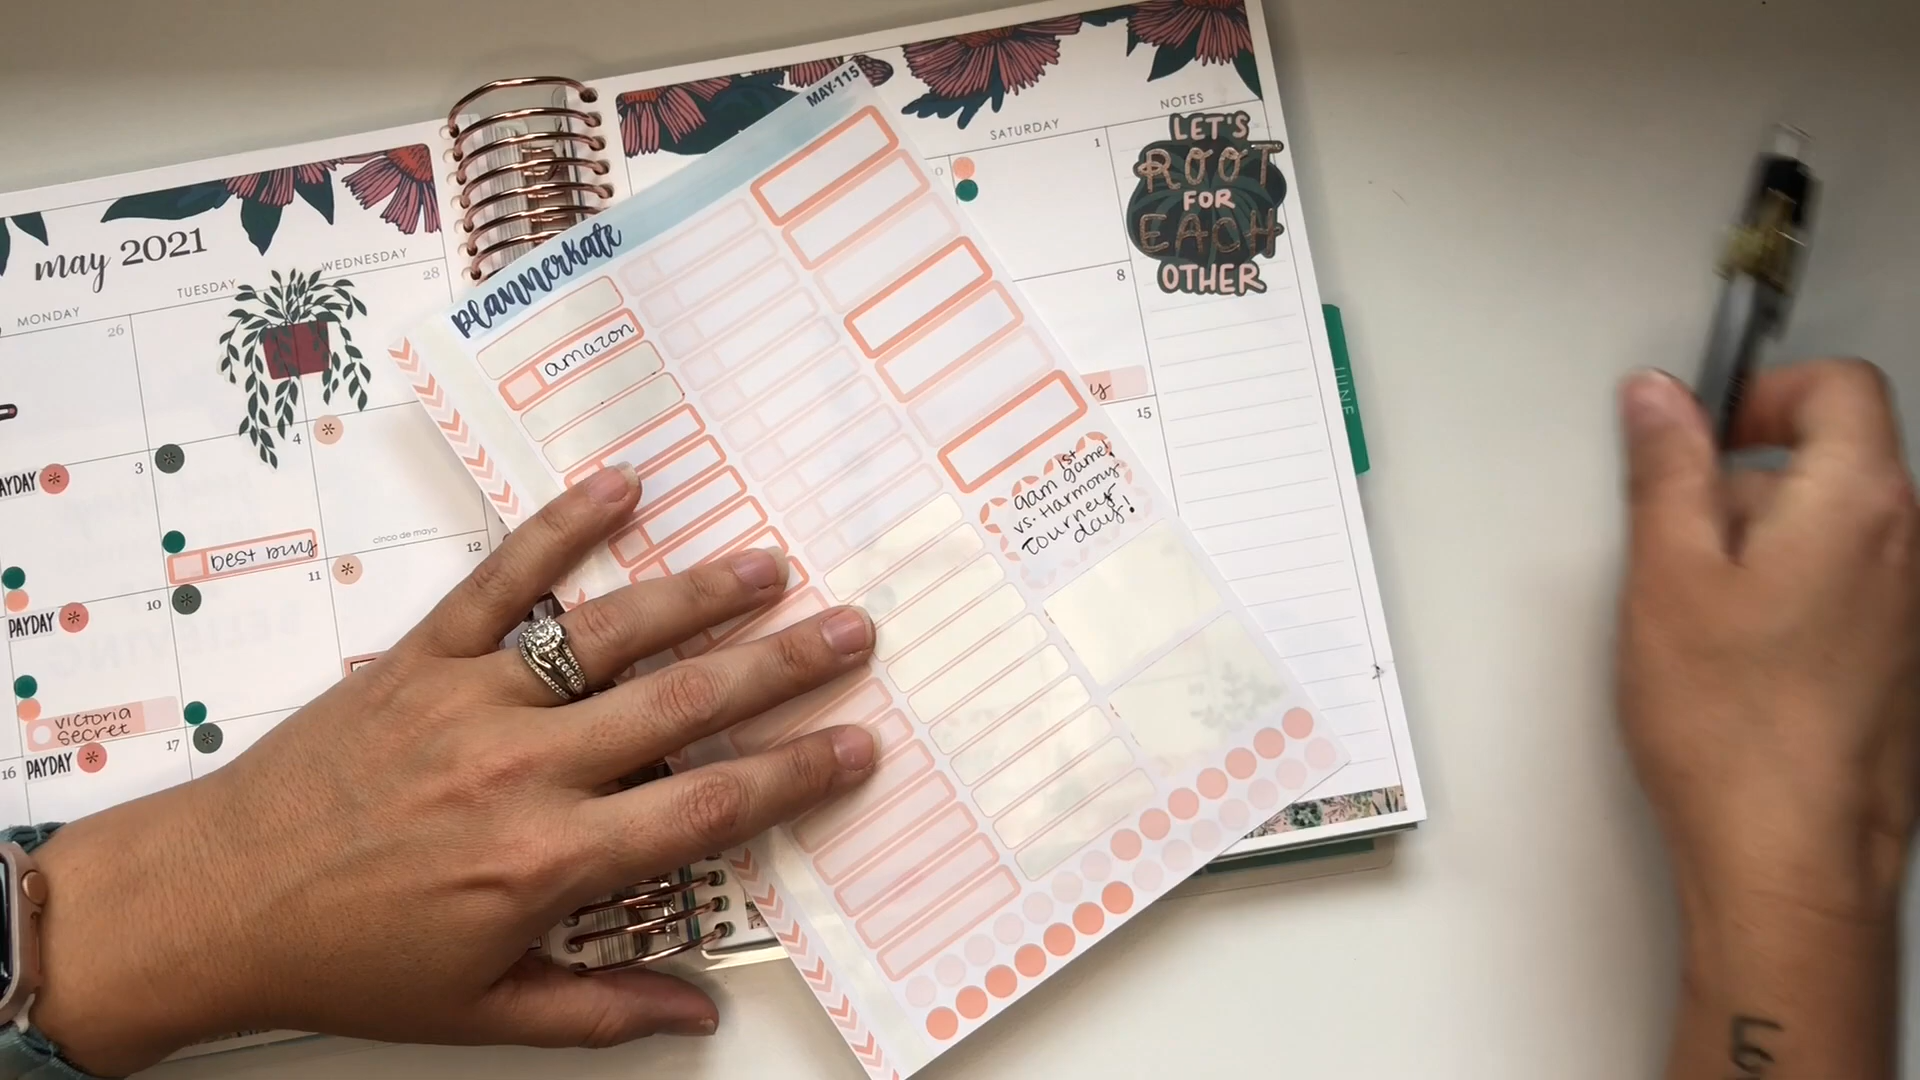 may 2021
MONDAY
TUESDAY
WEDNESDAY
SATURDAY
NOTES
26
28
1
LET'S
ROOT
FOR
EACH
OTHER
plannerkate
MAY-115
amazon
8
3
4
PAYDAY
cinco de mayo
best buy
15
1st
9am game!
vs. Harmony
tourney
day!
JUNE
10
11
12
PAYDAY
victoria
secret
16
17
PAYDAY